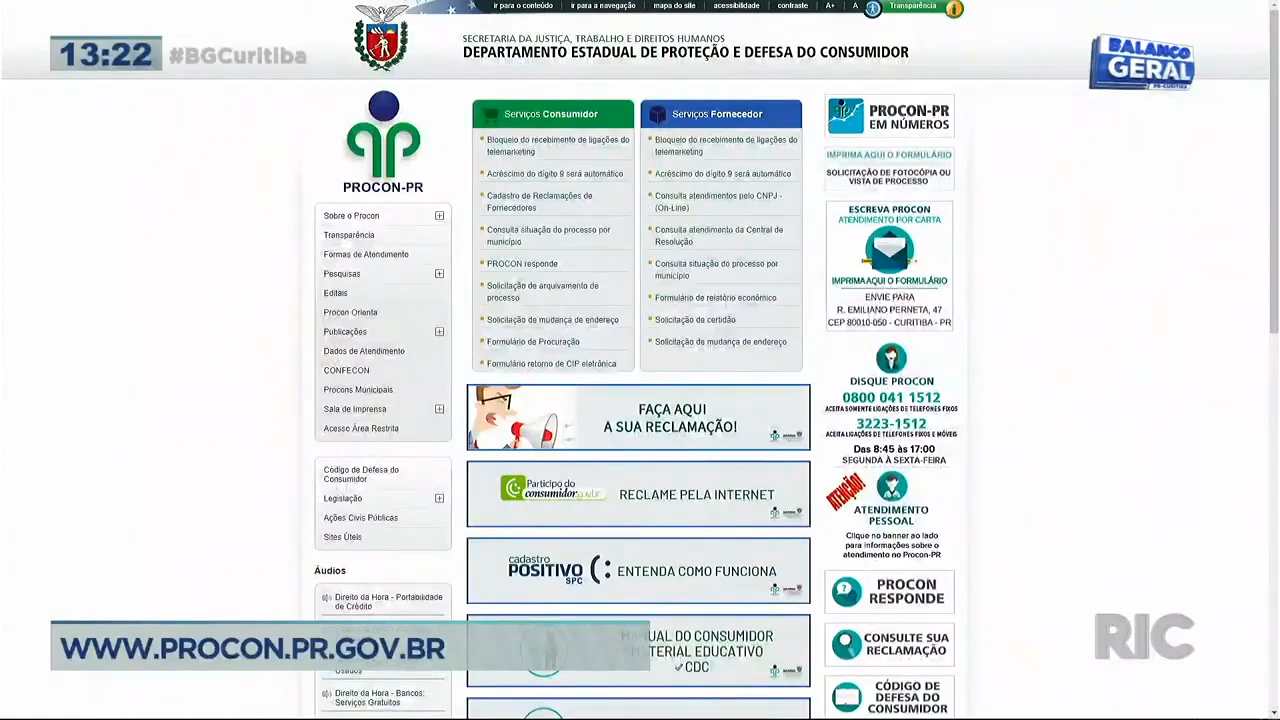 ir para o conteúdo
ir para a navegação
mapa do site
acessibilidade
contraste
A+
A
Transparência
13:22
#BGCuritiba
SECRETARIA DA JUSTIÇA, TRABALHO E DIREITOS HUMANOS
DEPARTAMENTO ESTADUAL DE PROTEÇÃO E DEFESA DO CONSUMIDOR
BALANÇO
GERAL
PR-CURITIBA
PROCON-PR
Sobre o Procon
Transparência
Formas de Atendimento
Pesquisas
Editais
Procon Orienta
Publicações
Dados de Atendimento
CONFECON
Procons Municipais
Sala de Imprensa
Acesso Área Restrita
Código de Defesa do
Consumidor
Legislação
Ações Civis Públicas
Sites Úteis
Áudios
Direito da Hora - Portabilidade
de Crédito
Usados
Direito da Hora - Bancos:
Serviços Gratuitos
Serviços Consumidor
Bloqueio do recebimento de ligações do
telemarketing
Acréscimo do dígito 9 será automático
Cadastro de Reclamações de
Fornecedores
Consulta situação do processo por
município
PROCON responde
Solicitação de arquivamento de
processo
Solicitação de mudança de endereço
Formulário de Procuração
Formulário retorno de CIP eletrônica
Serviços Fornecedor
Bloqueio do recebimento de ligações do
telemarketing
Acréscimo do dígito 9 será automático
Consulta atendimentos pelo CNPJ -
(On-Line)
Consulta atendimento da Central de
Resolução
Consulta situação do processo por
município
Formulário de relatório econômico
Solicitação de certidão
Solicitação de mudança de endereço
FAÇA AQUI
A SUA RECLAMAÇÃO!
Participo do
consumidor.gov.br
RECLAME PELA INTERNET
cadastro
POSITIVO
SPC
ENTENDA COMO FUNCIONA
DO CONSUMIDOR
EDUCATIVO
CDC
PROCON-PR
EM NÚMEROS
IMPRIMA AQUI O FORMULÁRIO
SOLICITAÇÃO DE FOTOCÓPIA OU
VISTA DE PROCESSO
ESCREVA PROCON
ATENDIMENTO POR CARTA
IMPRIMA AQUI O FORMULÁRIO
ENVIE PARA
R. EMILIANO PERNETA, 47
CEP 80010-050 - CURITIBA - PR
DISQUE PROCON
0800 041 1512
ACEITA SOMENTE LIGAÇÕES DE TELEFONES FIXOS
3223-1512
ACEITA LIGAÇÕES DE TELEFONES FIXOS E MÓVEIS
Das 8:45 às 17:00
SEGUNDA À SEXTA-FEIRA
ATENÇÃO!
ATENDIMENTO
PESSOAL
Clique no banner ao lado
para informações sobre o
atendimento no Procon-PR
PROCON
RESPONDE
CONSULTE SUA
RECLAMAÇÃO
CÓDIGO DE
DEFESA DO
CONSUMIDOR
WWW.PROCON.PR.GOV.BR
RIC